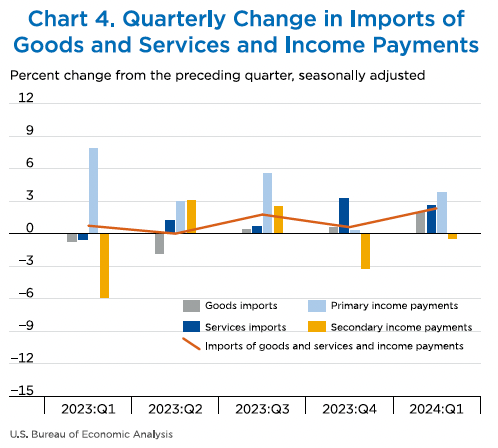 Chart 4. Quarterly Change in Imports of
Goods and Services and Income Payments
Percent change from the preceding quarter, seasonally adjusted
12
9
6
3
0
−3
−6
−9
−12
−15
Goods imports
Primary income payments
Services imports
Secondary income payments
Imports of goods and services and income payments
2023:Q1
2023:Q2
2023:Q3
2023:Q4
2024:Q1
U.S. Bureau of Economic Analysis